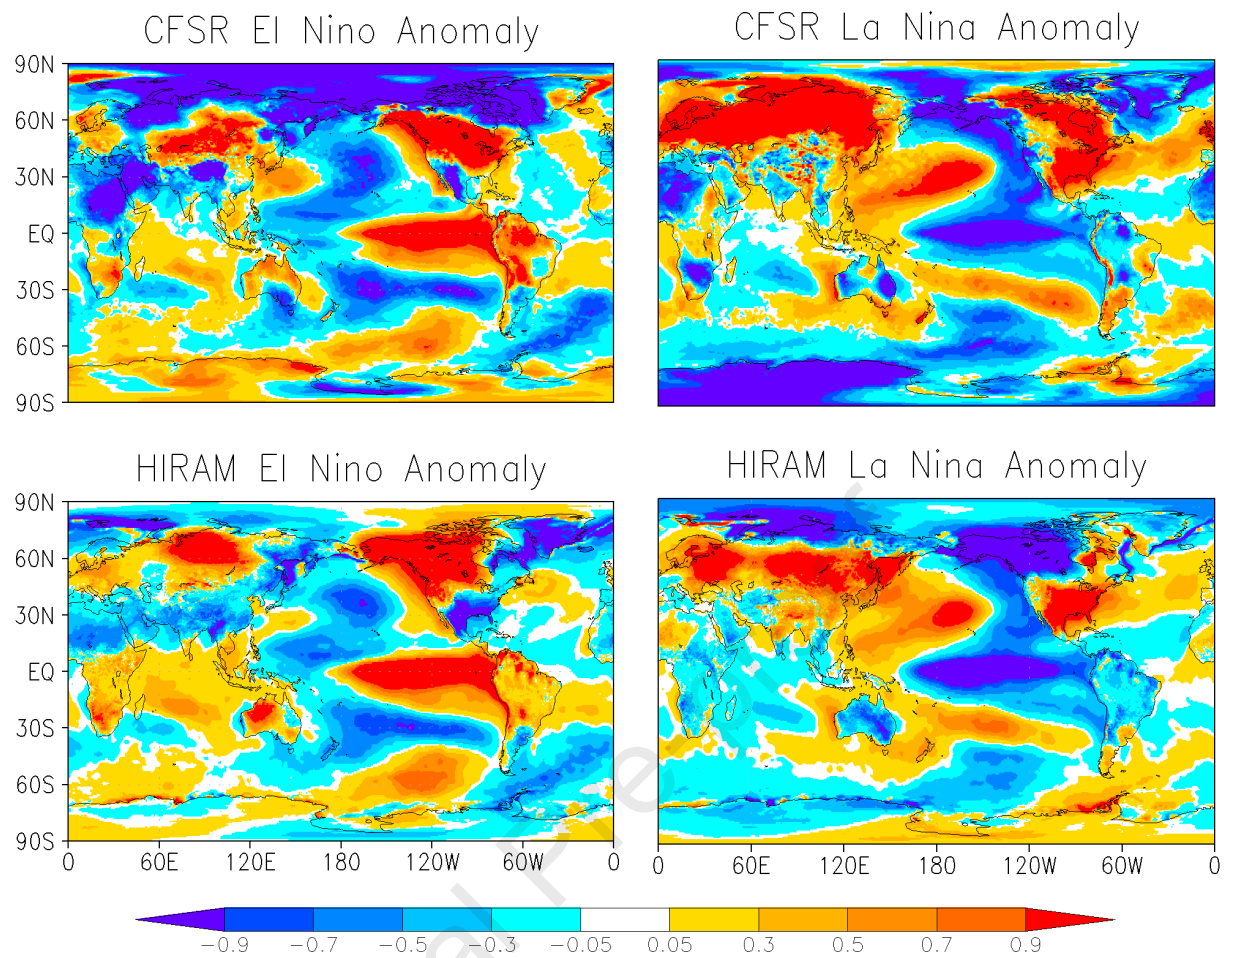 CFSR El Nino Anomaly
CFSR La Nina Anomaly
90N
60N
30N
EQ
30S
60S
90S
HIRAM El Nino Anomaly
HIRAM La Nina Anomaly
90N
60N
30N
EQ
30S
60S
90S
0 60E 120E 180 120W 60W 0
0 60E 120E 180 120W 60W 0
−0.9 −0.7 −0.5 −0.3 −0.05 0.05 0.3 0.5 0.7 0.9